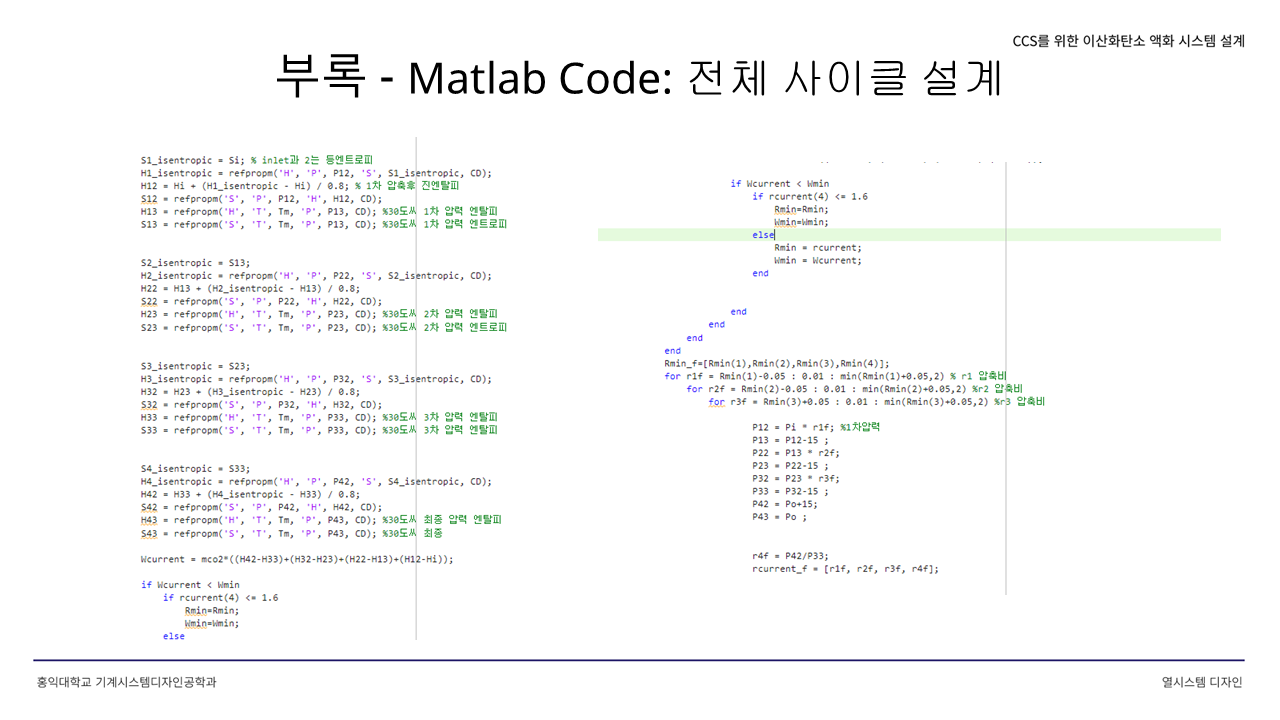 CCS를 위한 이산화탄소 액화 시스템 설계
부록 - Matlab Code: 전체 사이클 설계
S1_isentropic = Si; % inlet과 2는 등엔트로피
H1_isentropic = refpropm('H', 'P', P12, 'S', S1_isentropic, CD);
H12 = Hi + (H1_isentropic - Hi) / 0.8; % 1차 압축후 진엔탈피
S12 = refpropm('S', 'P', P12, 'H', H12, CD);
H13 = refpropm('H', 'T', Tm, 'P', P13, CD); %30도씨 1차 압력 엔탈피
S13 = refpropm('S', 'T', Tm, 'P', P13, CD); %30도씨 1차 압력 엔트로피
S2_isentropic = S13;
H2_isentropic = refpropm('H', 'P', P22, 'S', S2_isentropic, CD);
H22 = H13 + (H2_isentropic - H13) / 0.8;
S22 = refpropm('S', 'P', P22, 'H', H22, CD);
H23 = refpropm('H', 'T', Tm, 'P', P23, CD); %30도씨 2차 압력 엔탈피
S23 = refpropm('S', 'T', Tm, 'P', P23, CD); %30도씨 2차 압력 엔트로피
S3_isentropic = S23;
H3_isentropic = refpropm('H', 'P', P32, 'S', S3_isentropic, CD);
H32 = H23 + (H3_isentropic - H23) / 0.8;
S32 = refpropm('S', 'P', P32, 'H', H32, CD);
H33 = refpropm('H', 'T', Tm, 'P', P33, CD); %30도씨 3차 압력 엔탈피
S33 = refpropm('S', 'T', Tm, 'P', P33, CD); %30도씨 3차 압력 엔탈피
S4_isentropic = S33;
H4_isentropic = refpropm('H', 'P', P42, 'S', S4_isentropic, CD);
H42 = H33 + (H4_isentropic - H33) / 0.8;
S42 = refpropm('S', 'P', P42, 'H', H42, CD);
H43 = refpropm('H', 'T', Tm, 'P', P43, CD); %30도씨 최종 압력 엔탈피
S43 = refpropm('S', 'T', Tm, 'P', P43, CD); %30도씨 최종
Wcurrent = mco2*((H42-H33)+(H32-H23)+(H22-H13)+(H12-Hi));
if Wcurrent < Wmin
if rcurrent(4) <= 1.6
Rmin=Rmin;
Wmin=Wmin;
else
if Wcurrent < Wmin
if rcurrent(4) <= 1.6
Rmin=Rmin;
Wmin=Wmin;
else
Rmin = rcurrent;
Wmin = Wcurrent;
end
end
end
end
end
Rmin_f=[Rmin(1),Rmin(2),Rmin(3),Rmin(4)];
for r1f = Rmin(1)-0.05 : 0.01 : min(Rmin(1)+0.05,2) % r1 압축비
for r2f = Rmin(2)-0.05 : 0.01 : min(Rmin(2)+0.05,2) %r2 압축비
for r3f = Rmin(3)+0.05 : 0.01 : min(Rmin(3)+0.05,2) %r3 압축비
P12 = Pi * r1f; %1차압력
P13 = P12-15 ;
P22 = P13 * r2f;
P23 = P22-15 ;
P32 = P23 * r3f;
P33 = P32-15 ;
P42 = Po+15;
P43 = Po ;
r4f = P42/P33;
rcurrent_f = [r1f, r2f, r3f, r4f];
홍익대학교 기계시스템디자인공학과
열시스템 디자인